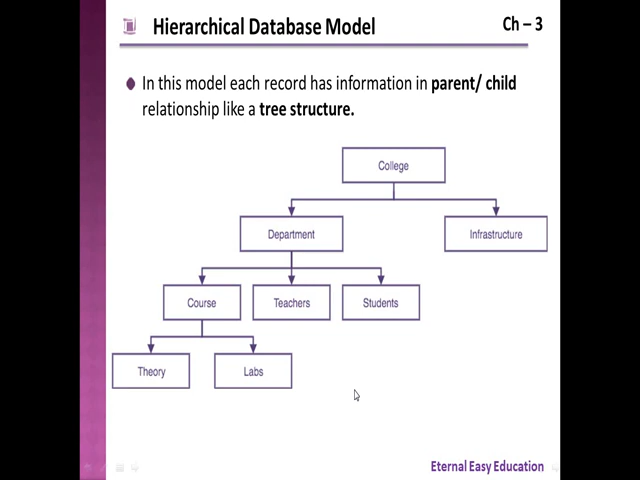 Hierarchical Database Model
Ch – 3
In this model each record has information in parent/ child
relationship like a tree structure.
College
Department
Infrastructure
Course
Teachers
Students
Theory
Labs
Eternal Easy Education